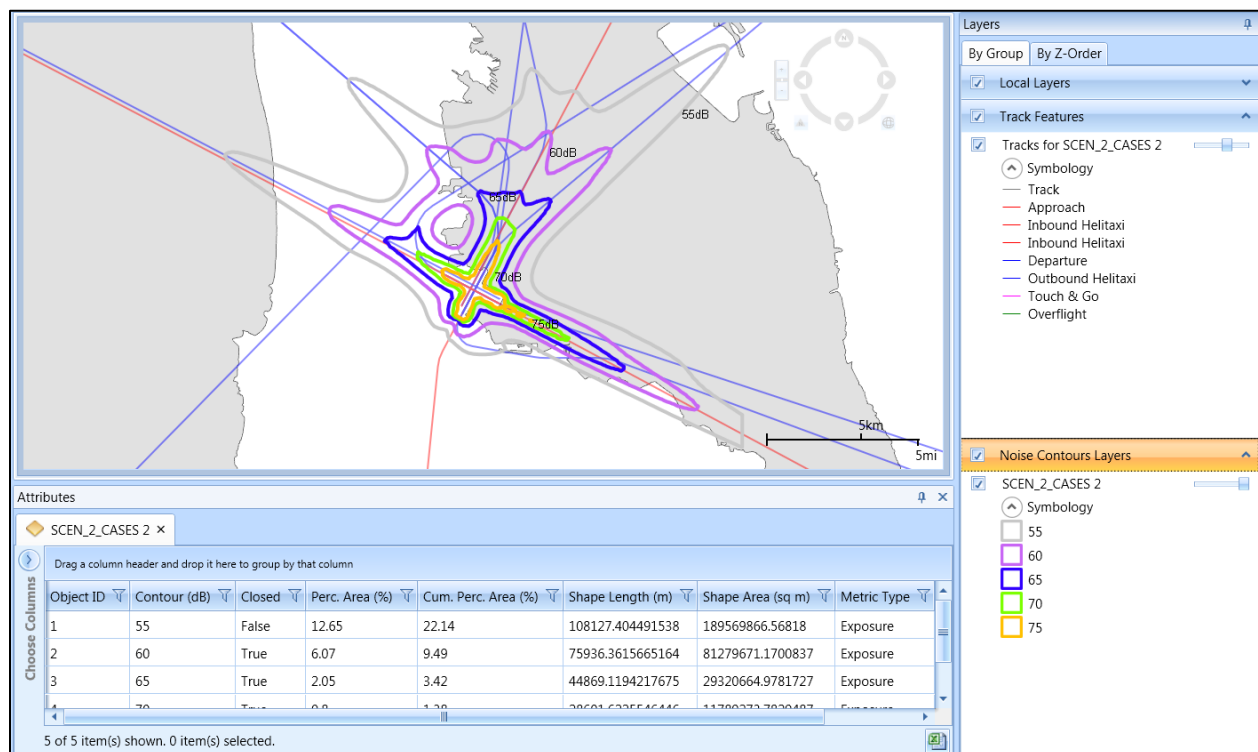 55dB
60dB
65dB
70dB
75dB
5km
5mi
Layers
By Group By Z-Order
Local Layers
Track Features
Tracks for SCEN_2_CASES 2
Symbology
Track
Approach
Inbound Helitaxi
Inbound Helitaxi
Departure
Outbound Helitaxi
Touch & Go
Overflight
Noise Contours Layers
SCEN_2_CASES 2
Symbology
55
60
65
70
75
Attributes
SCEN_2_CASES 2
Choose Columns
Drag a column header and drop it here to group by that column
Object ID Contour (dB) Closed Perc. Area (%) Cum. Perc. Area (%) Shape Length (m) Shape Area (sq m) Metric Type
1 55 False 12.65 22.14 108127.404491538 189569866.56818 Exposure
2 60 True 6.07 9.49 75936.3615665164 81279671.1700837 Exposure
3 65 True 2.05 3.42 44869.1194217675 29320664.9781727 Exposure
5 of 5 item(s) shown. 0 item(s) selected.